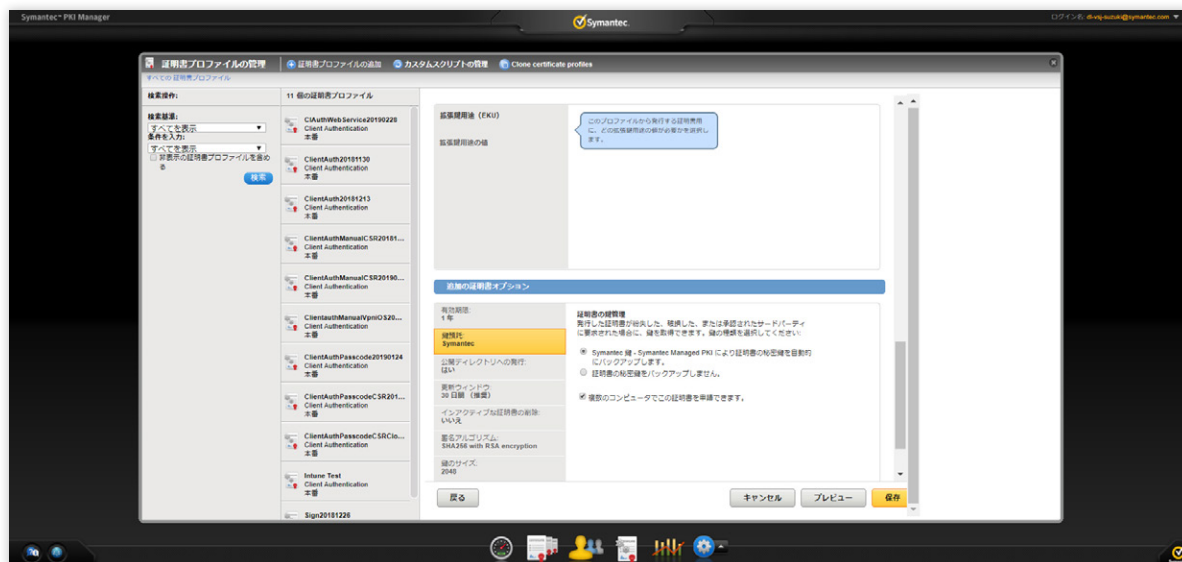 Symantec™ PKI Manager
Symantec.
ログイン名: dl-vsj-suzuki@symantec.com
証明書プロファイルの管理
証明書プロファイルの追加
カスタムスクリプトの管理
Clone certificate profiles
すべての証明書プロファイル
検索操作:
検索基準:
すべてを表示
条件を入力:
すべてを表示
非表示の証明書プロファイルを含め
る
検索
11 個の証明書プロファイル
ClAuthWebService20190228
Client Authentication
本番
ClientAuth20181130
Client Authentication
本番
ClientAuth20181213
Client Authentication
本番
ClientAuthManualCSR20181...
Client Authentication
本番
ClientAuthManualCSR20190...
Client Authentication
本番
ClientauthManualVpniOS20...
Client Authentication
本番
ClientAuthPasscode20190124
Client Authentication
本番
ClientAuthPasscodeCSR201...
Client Authentication
本番
ClientAuthPasscodeCSRClo...
Client Authentication
本番
Intune Test
Client Authentication
本番
Sign20181226
拡張鍵用途 (EKU)
拡張鍵用途の値
このプロファイルから発行する証明書用
に、どの拡張鍵用途の値が必要かを選択し
ます。
追加の証明書オプション
有効期限:
1 年
鍵預託:
Symantec
公開ディレクトリへの発行:
はい
更新ウィンドウ:
30 日間 (推奨)
インアクティブな証明書の削除:
いいえ
署名アルゴリズム:
SHA256 with RSA encryption
鍵のサイズ:
2048
証明書の鍵管理
発行した証明書が紛失した、破損した、または承認されたサードパーティ
に要求された場合に、鍵を取得できます。鍵の種類を選択してください:
Symantec 鍵 - Symantec Managed PKI により証明書の秘密鍵を自動的
にバックアップします。
証明書の秘密鍵をバックアップしません。
複数のコンピュータでこの証明書を申請できます。
戻る
キャンセル
プレビュー
保存